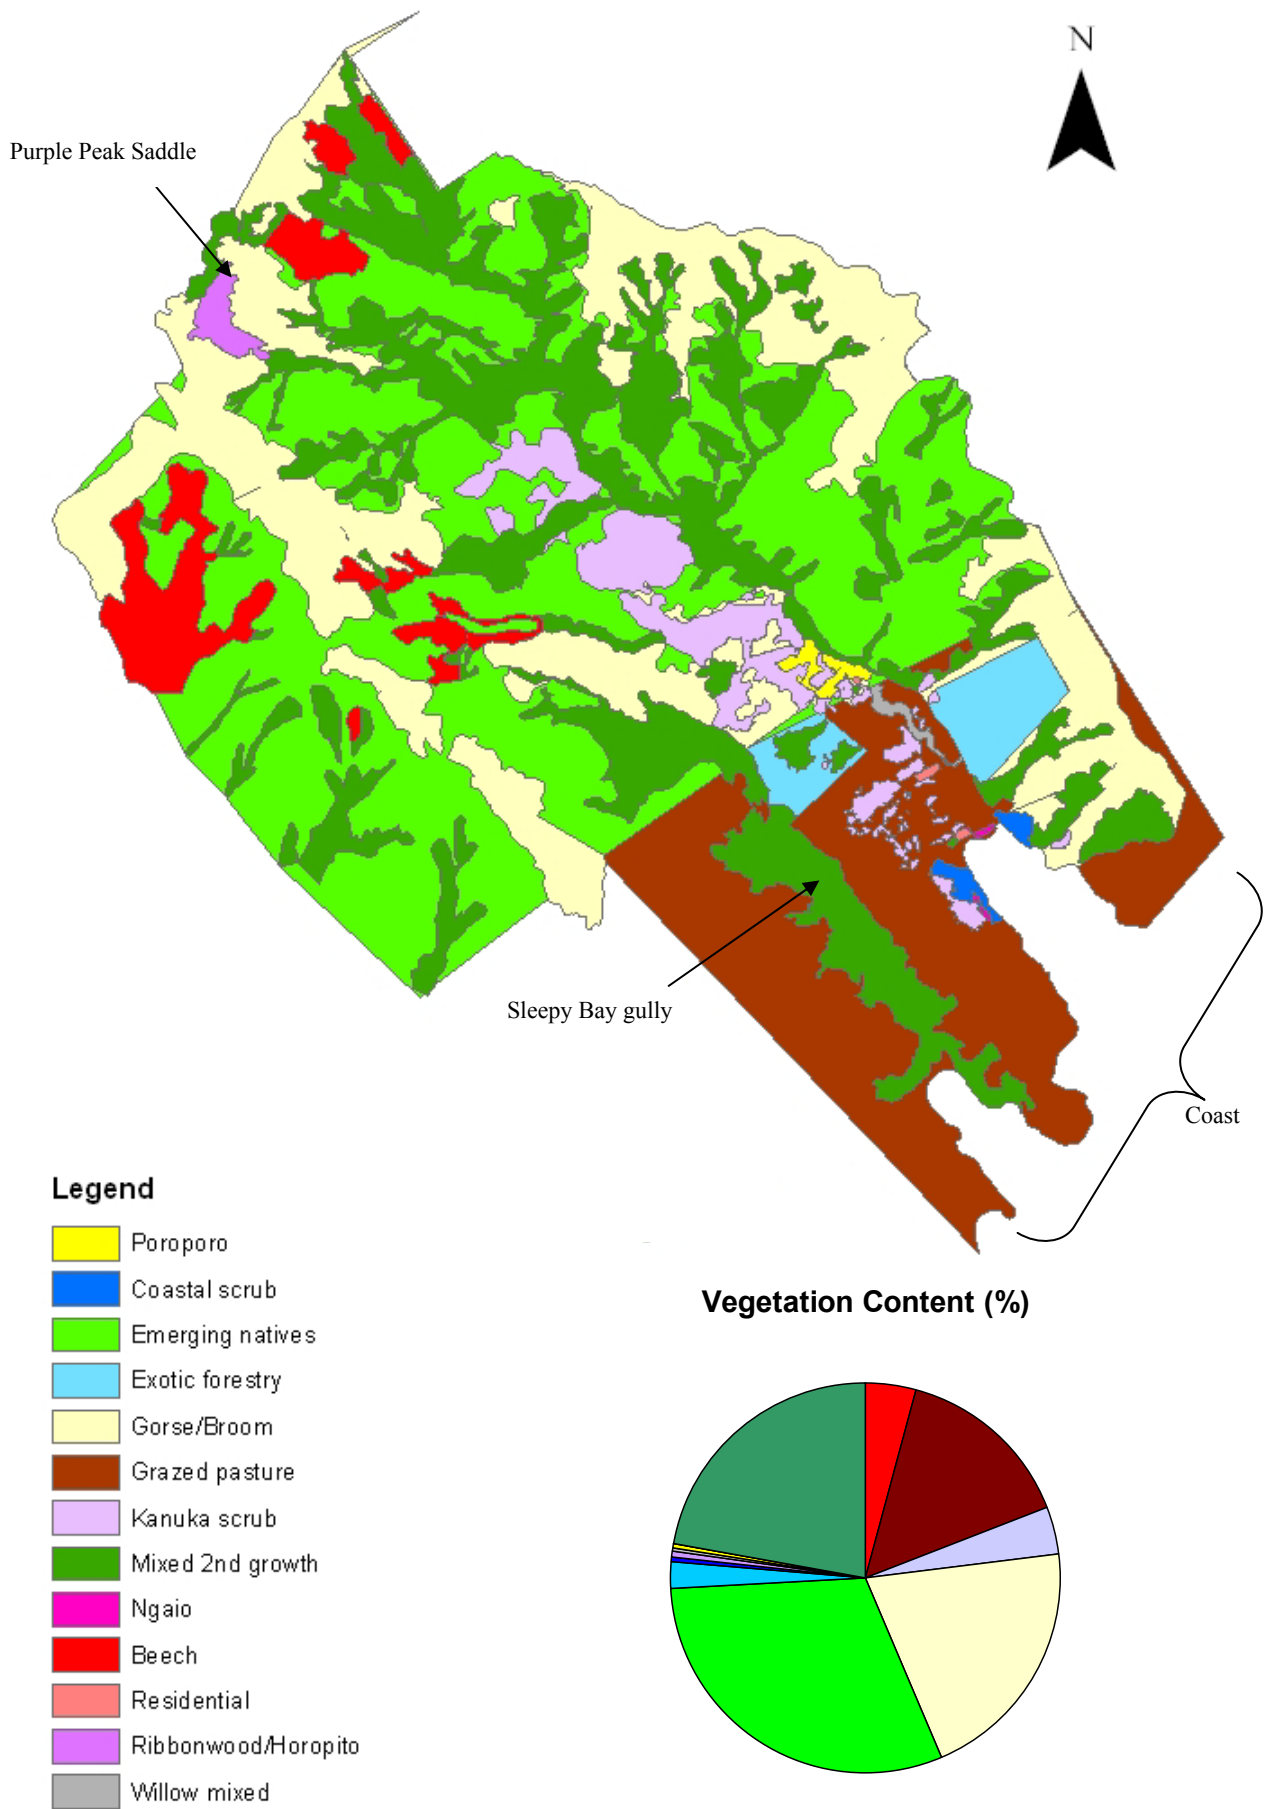 N
Purple Peak Saddle
Sleepy Bay gully
Coast
Legend
Poroporo
Coastal scrub
Emerging natives
Exotic forestry
Gorse/Broom
Grazed pasture
Kanuka scrub
Mixed 2nd growth
Ngaio
Beech
Residential
Ribbonwood/Horopito
Willow mixed
Vegetation Content (%)